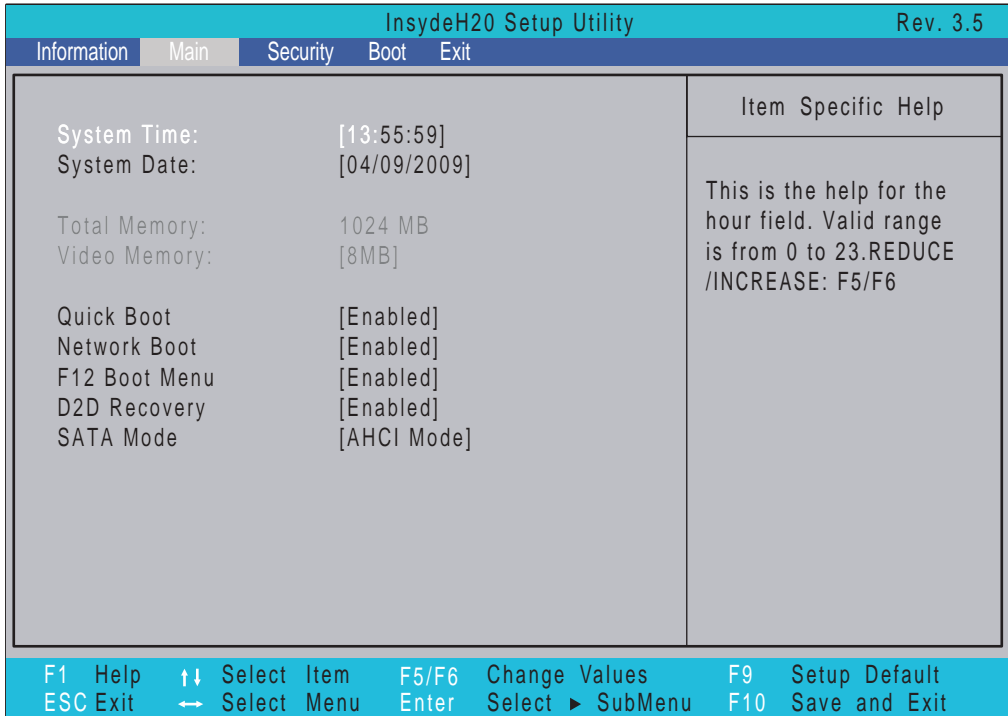 InsydeH20 Setup Utility Rev. 3.5
Information Main Security Boot Exit
System Time: [13:55:59]
System Date: [04/09/2009]
Total Memory: 1024 MB
Video Memory: [8MB]
Quick Boot [Enabled]
Network Boot [Enabled]
F12 Boot Menu [Enabled]
D2D Recovery [Enabled]
SATA Mode [AHCI Mode]
Item Specific Help
This is the help for the
hour field. Valid range
is from 0 to 23.REDUCE
/INCREASE: F5/F6
F1 Help ↑↓ Select Item F5/F6 Change Values F9 Setup Default
ESC Exit ↔ Select Menu Enter Select ► SubMenu F10 Save and Exit